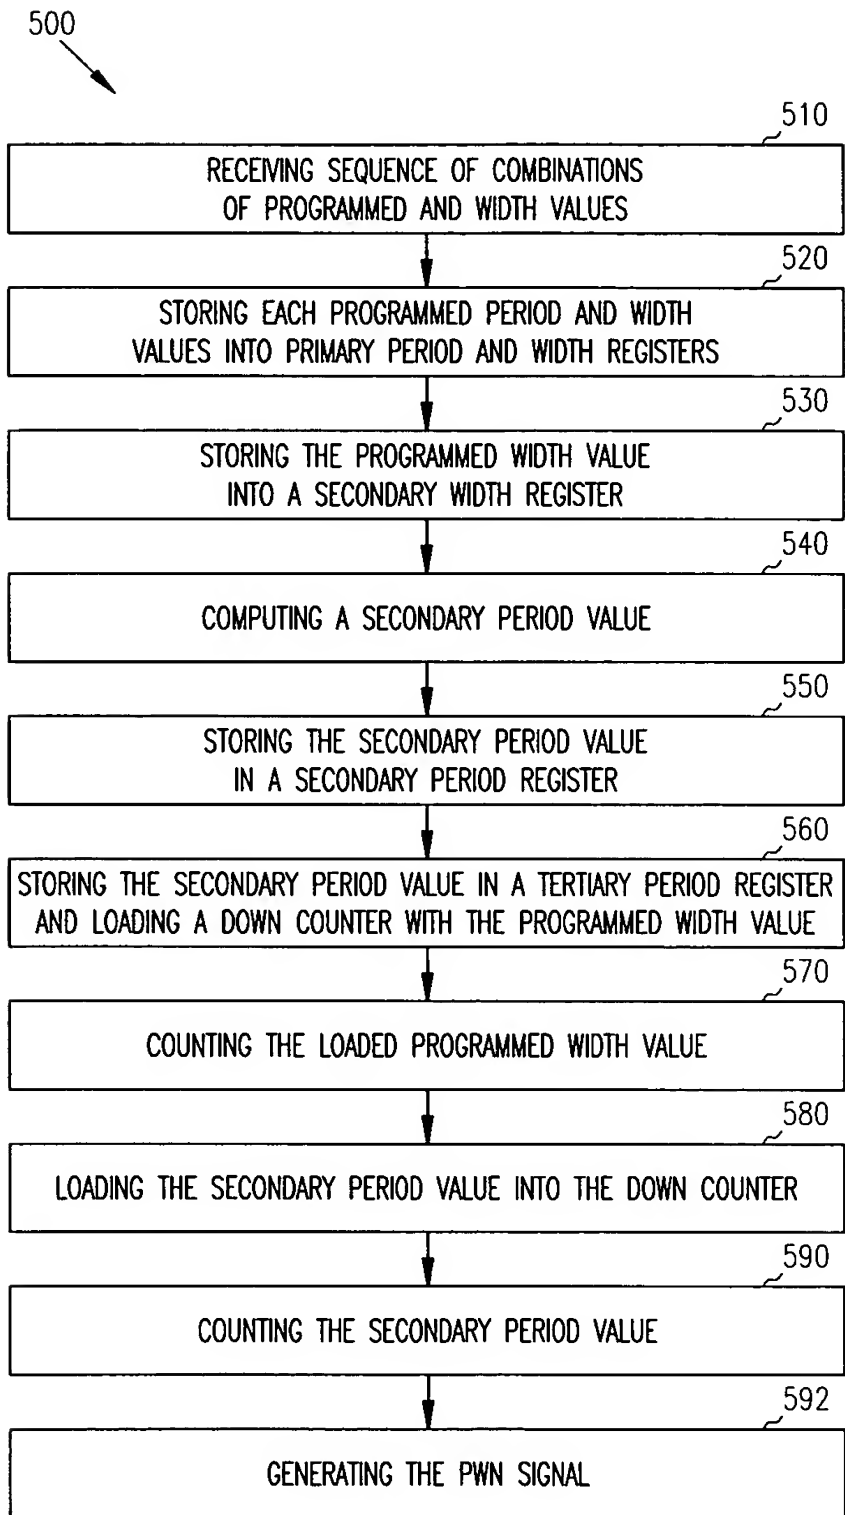 500
510
RECEIVING SEQUENCE OF COMBINATIONS
OF PROGRAMMED AND WIDTH VALUES
520
STORING EACH PROGRAMMED PERIOD AND WIDTH
VALUES INTO PRIMARY PERIOD AND WIDTH REGISTERS
530
STORING THE PROGRAMMED WIDTH VALUE
INTO A SECONDARY WIDTH REGISTER
540
COMPUTING A SECONDARY PERIOD VALUE
550
STORING THE SECONDARY PERIOD VALUE
IN A SECONDARY PERIOD REGISTER
560
STORING THE SECONDARY PERIOD VALUE IN A TERTIARY PERIOD REGISTER
AND LOADING A DOWN COUNTER WITH THE PROGRAMMED WIDTH VALUE
570
COUNTING THE LOADED PROGRAMMED WIDTH VALUE
580
LOADING THE SECONDARY PERIOD VALUE INTO THE DOWN COUNTER
590
COUNTING THE SECONDARY PERIOD VALUE
592
GENERATING THE PWN SIGNAL